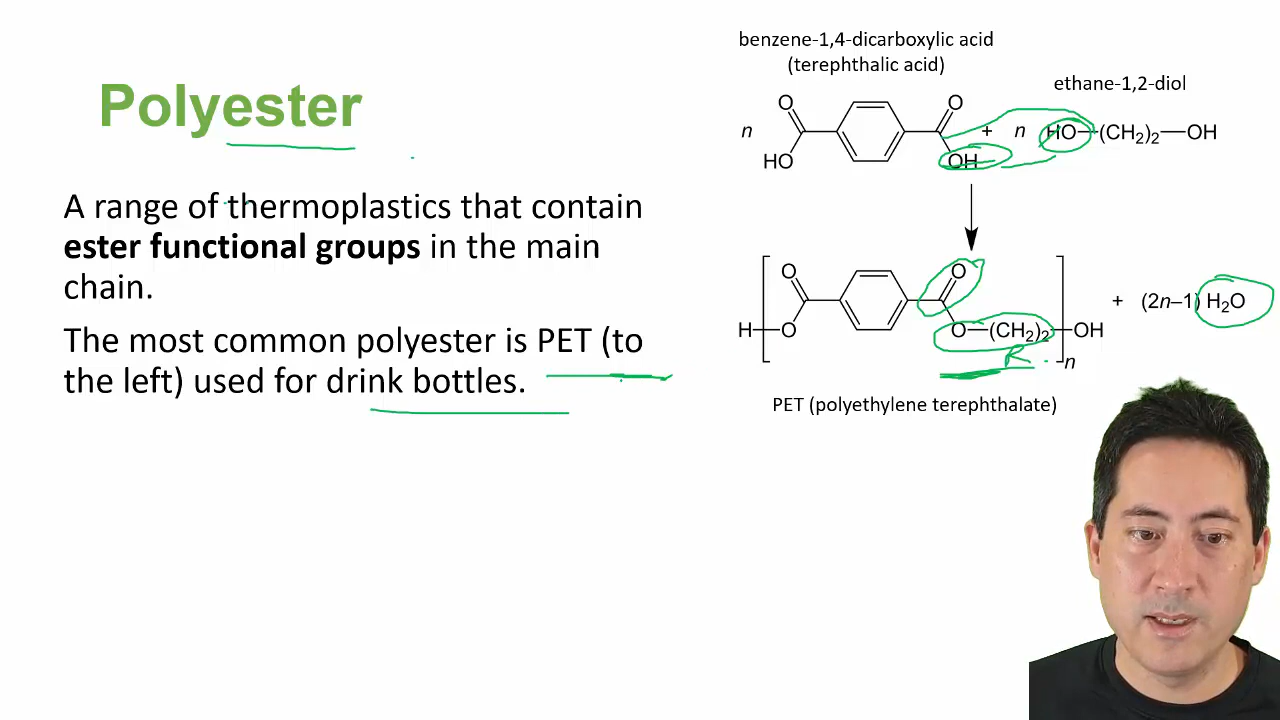 Polyester
A range of thermoplastics that contain
ester functional groups in the main
chain.
The most common polyester is PET (to
the left) used for drink bottles.
benzene-1,4-dicarboxylic acid
(terephthalic acid)
ethane-1,2-diol
n HO O O OH + n HO—(CH₂)₂—OH
H—[O O O O—(CH₂)₂]n—OH + (2n–1) H₂O
R
PET (polyethylene terephthalate)